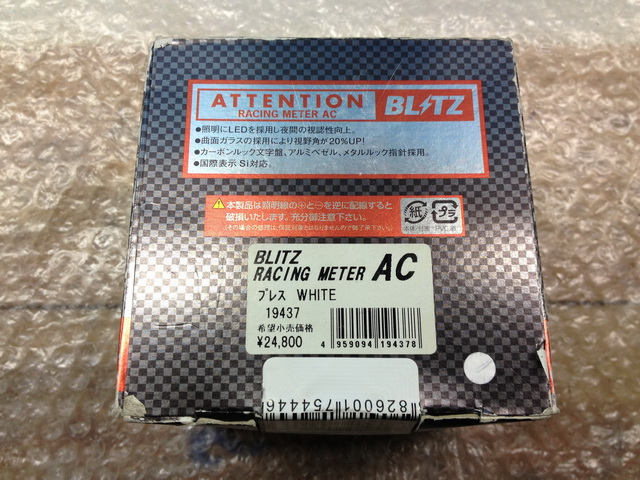 ATTENTION
RACING METER AC
BLITZ
●照明にLEDを採用し夜間の視認性向上。
●曲面ガラスの採用により視野角が20%UP!
●カーボンルック文字盤、アルミベゼル、メタルルック指針採用。
●国際表示 Si対応。
本製品は照明線の⊕と⊖を逆に配線すると
破損いたします。充分御注意下さい。
紙 プラ
BLITZ
RACING METER AC
ブレス WHITE
19437
希望小売価格
¥24,800
4 959094 194378
826000175444